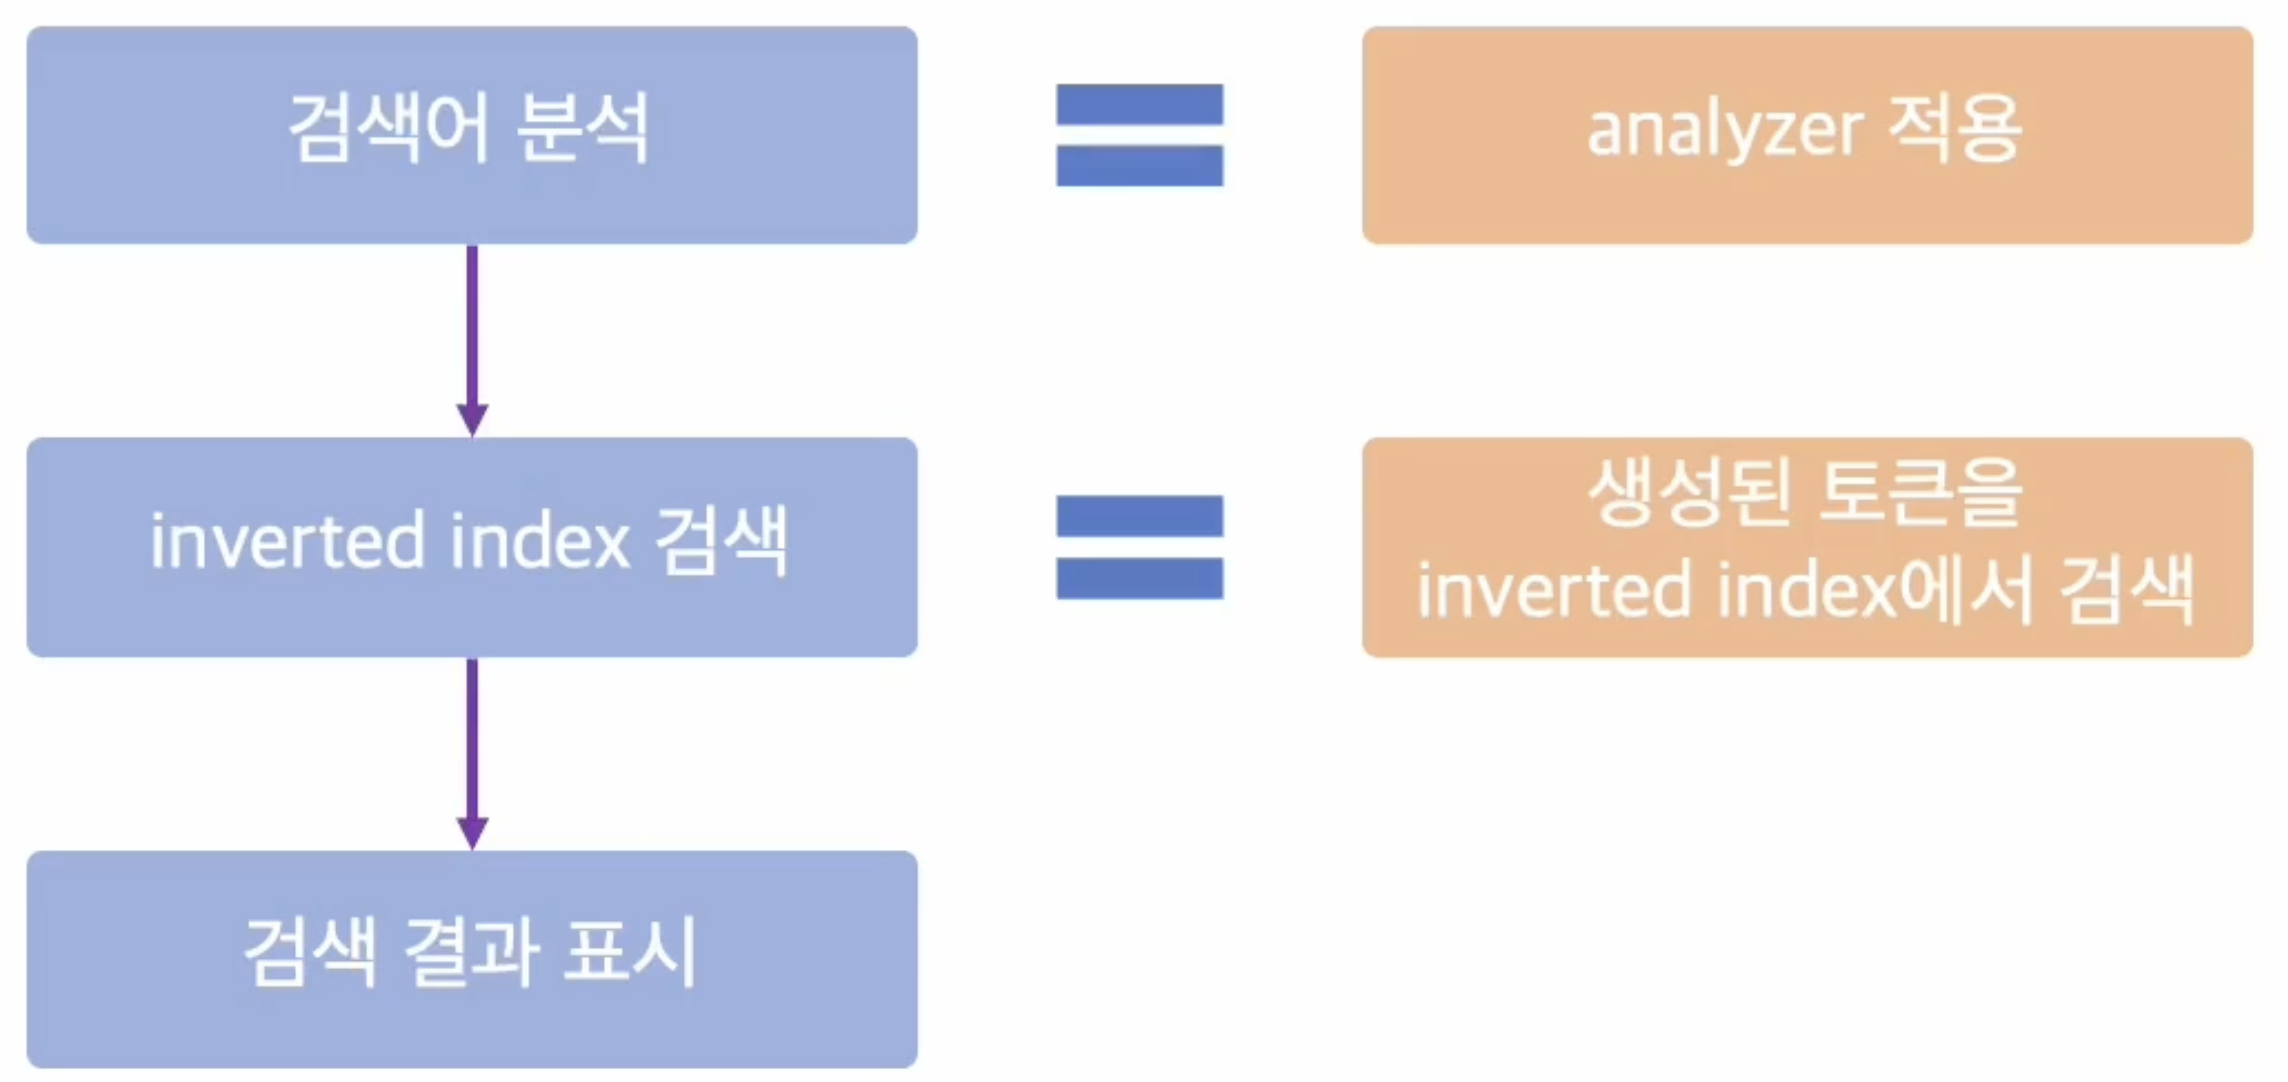 검색어 분석
analyzer 적용
inverted index 검색
생성된 토큰을
inverted index에서 검색
검색 결과 표시